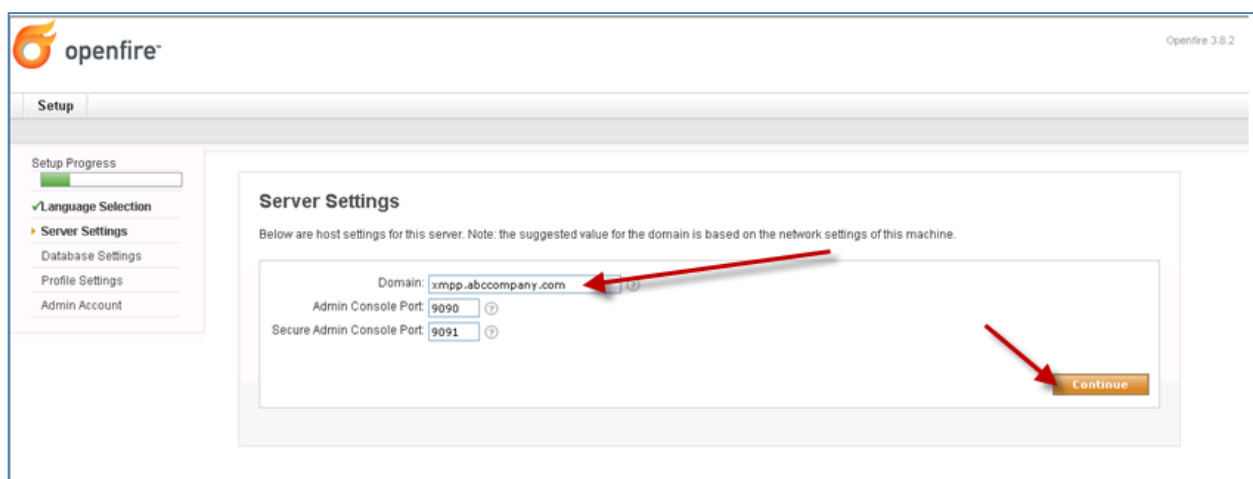 openfire™
Openfire 3.8.2
Setup
Setup Progress
✓Language Selection
Server Settings
Database Settings
Profile Settings
Admin Account
Server Settings
Below are host settings for this server. Note: the suggested value for the domain is based on the network settings of this machine.
Domain: xmpp.abccompany.com
Admin Console Port: 9090
Secure Admin Console Port: 9091
Continue